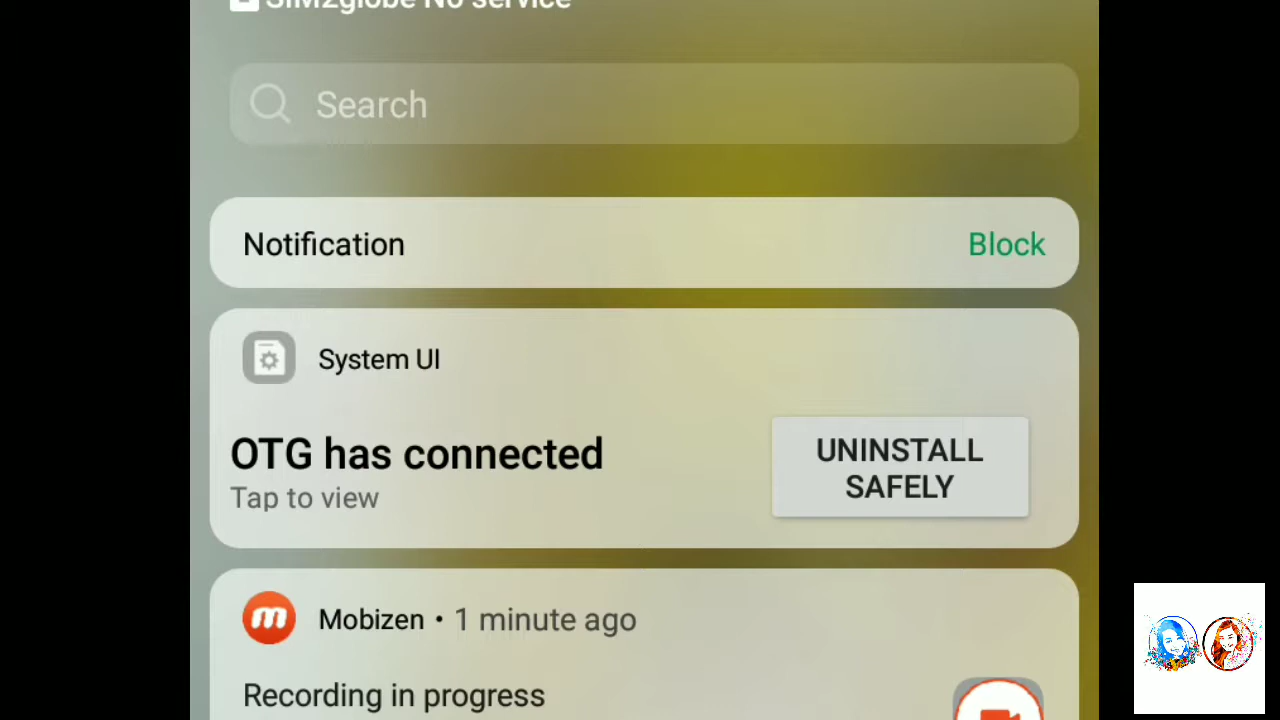 SIM2globe No service
Search
Notification
Block
System UI
OTG has connected
Tap to view
UNINSTALL
SAFELY
Mobizen • 1 minute ago
Recording in progress